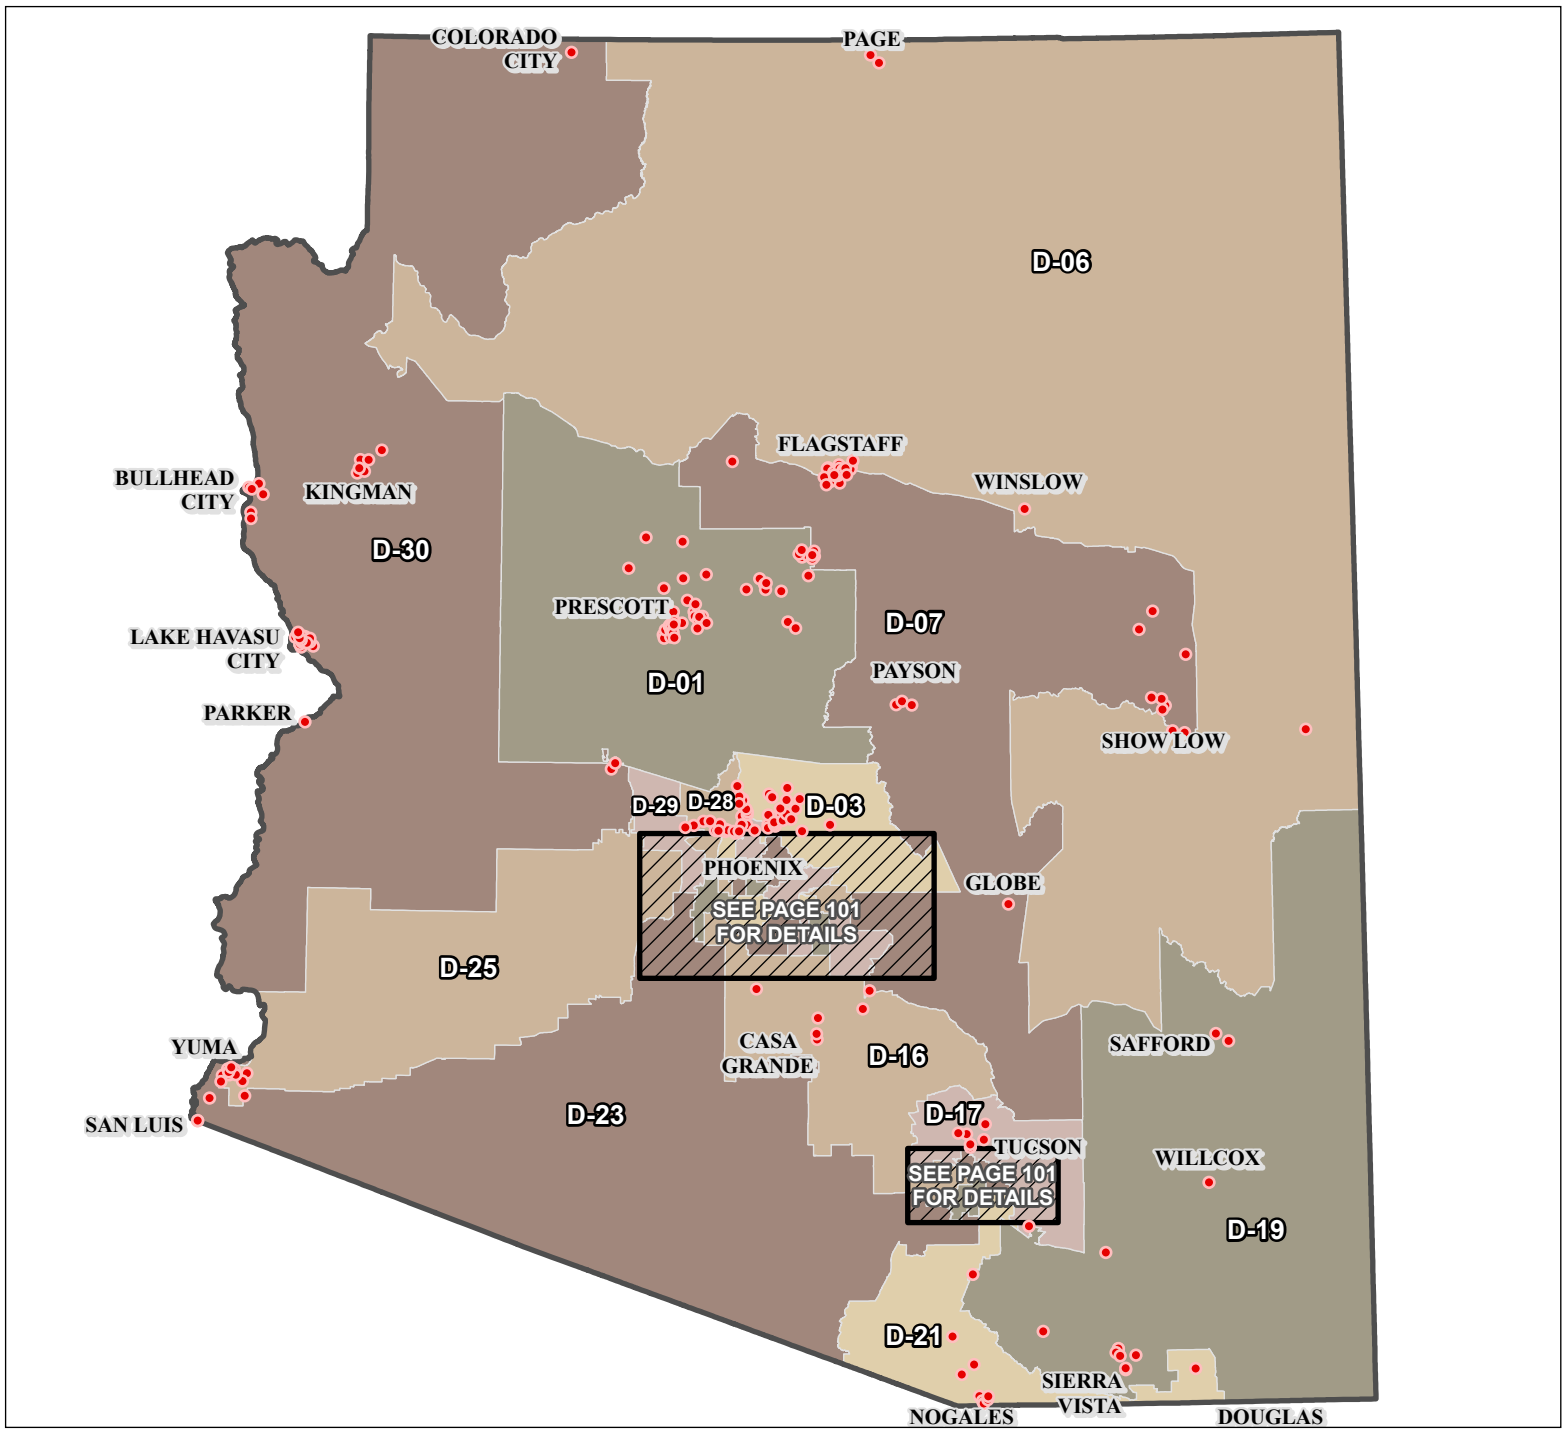 COLORADO
CITY
PAGE
D-06
FLAGSTAFF
WINSLOW
BULLHEAD
CITY
KINGMAN
D-30
PRESCOTT
D-07
LAKE HAVASU
CITY
D-01
PAYSON
PARKER
SHOW LOW
D-29
D-28
D-03
PHOENIX
GLOBE
SEE PAGE 101
FOR DETAILS
D-25
YUMA
CASA
GRANDE
D-16
SAFFORD
SAN LUIS
D-23
D-17
TUCSON
WILLCOX
SEE PAGE 101
FOR DETAILS
D-19
D-21
SIERRA
VISTA
NOGALES
DOUGLAS